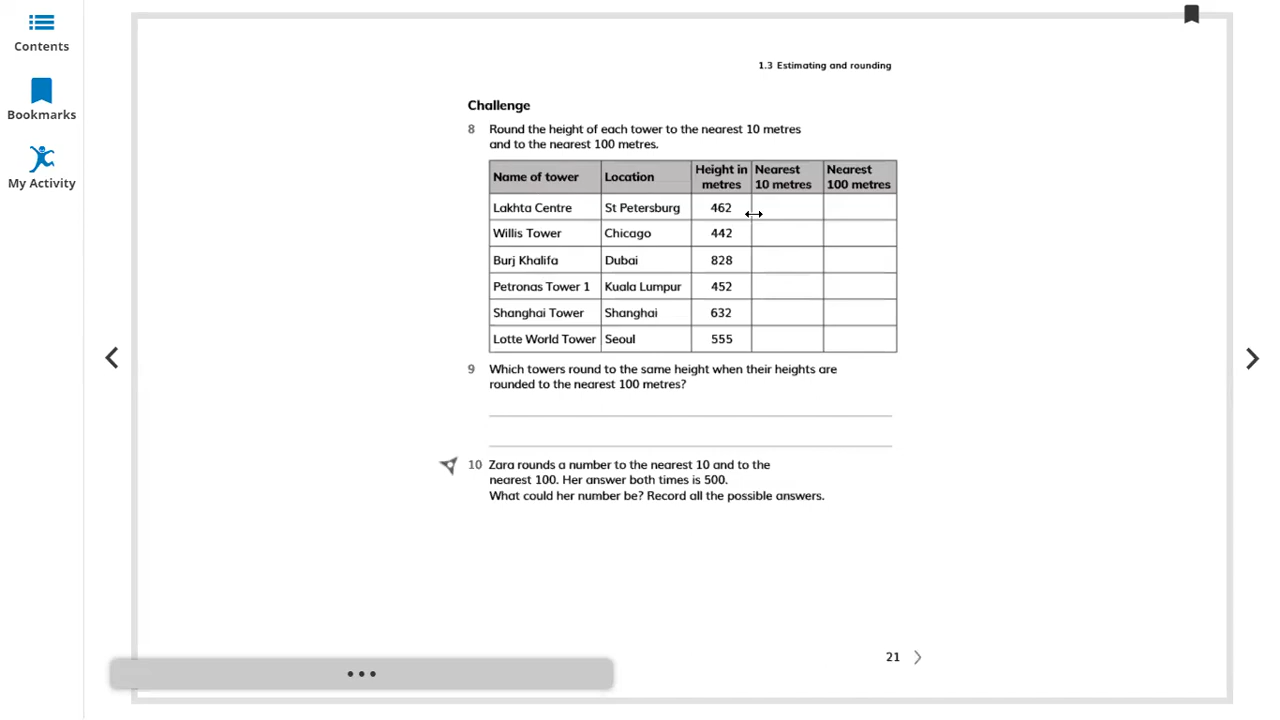 Contents
Bookmarks
My Activity
1.3 Estimating and rounding
Challenge
8 Round the height of each tower to the nearest 10 metres
and to the nearest 100 metres.
Name of tower Location Height in metres Nearest 10 metres Nearest 100 metres
Lakhta Centre St Petersburg 462
Willis Tower Chicago 442
Burj Khalifa Dubai 828
Petronas Tower 1 Kuala Lumpur 452
Shanghai Tower Shanghai 632
Lotte World Tower Seoul 555
9 Which towers round to the same height when their heights are
rounded to the nearest 100 metres?
10 Zara rounds a number to the nearest 10 and to the
nearest 100. Her answer both times is 500.
What could her number be? Record all the possible answers.
21